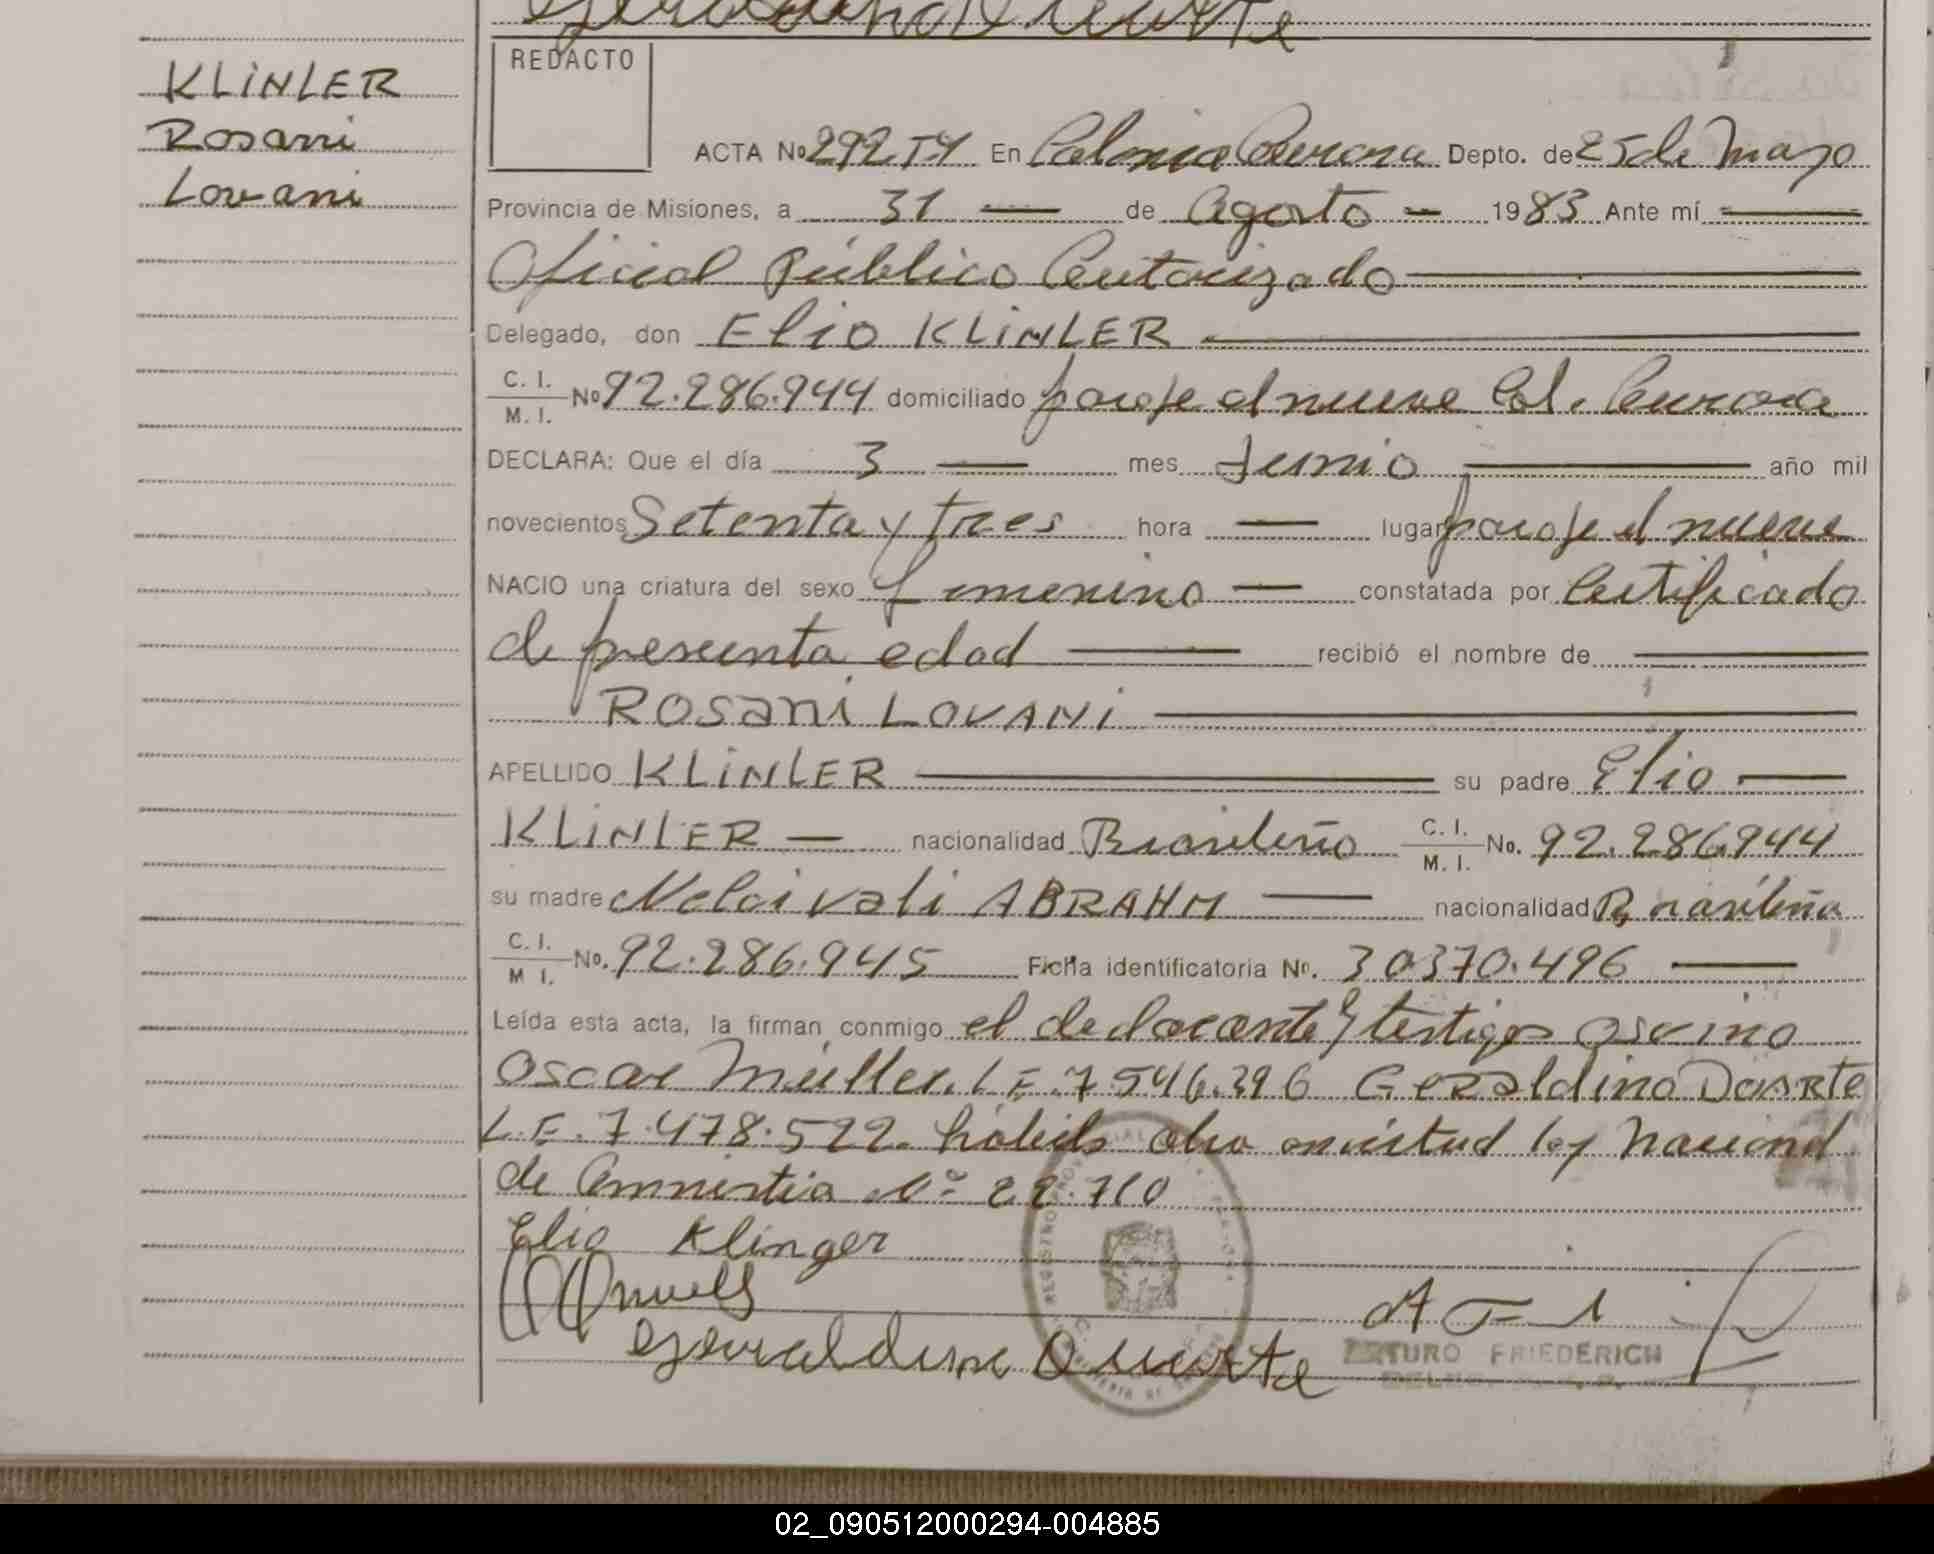 KLINLER
Rosani
Lovani
REDACTO
ACTA No 292 T4 En Colonia Aurora Depto. de 25 de Mayo
Provincia de Misiones, a 31 — de Agosto — 1983 Ante mí —
Oficial Público Autorizado —
Delegado, don Elio KLINLER —
C. I. / M. I. No 92.286.944 domiciliado paraje el nueve Col. Aurora
DECLARA: Que el día 3 — mes Junio — año mil
novecientos Setenta y tres hora — lugar paraje el nueve
NACIO una criatura del sexo femenino — constatada por Certificado
de presunta edad — recibió el nombre de —
ROSANI LOVANI —
APELLIDO KLINLER — su padre Elio —
KLINLER — nacionalidad Brasileño C. I. / M. I. No. 92.286.944
su madre Neloi vali ABRAHM — nacionalidad Brasileña
C. I. / M I. No. 92.286.945 Ficha identificatoria Nº. 30370.496 —
Leída esta acta, la firman conmigo el declarante y testigos Osvino
Oscar Müller. L E. 7.546.396 GERALDINO DUARTE
L.E. 7.478.522. hábiles labro en virtud ley Nacional
de Amnistia Nº 22.710
Elio Klinger
Geraldino Duarte
ARTURO FRIEDERICH
02_090512000294-004885